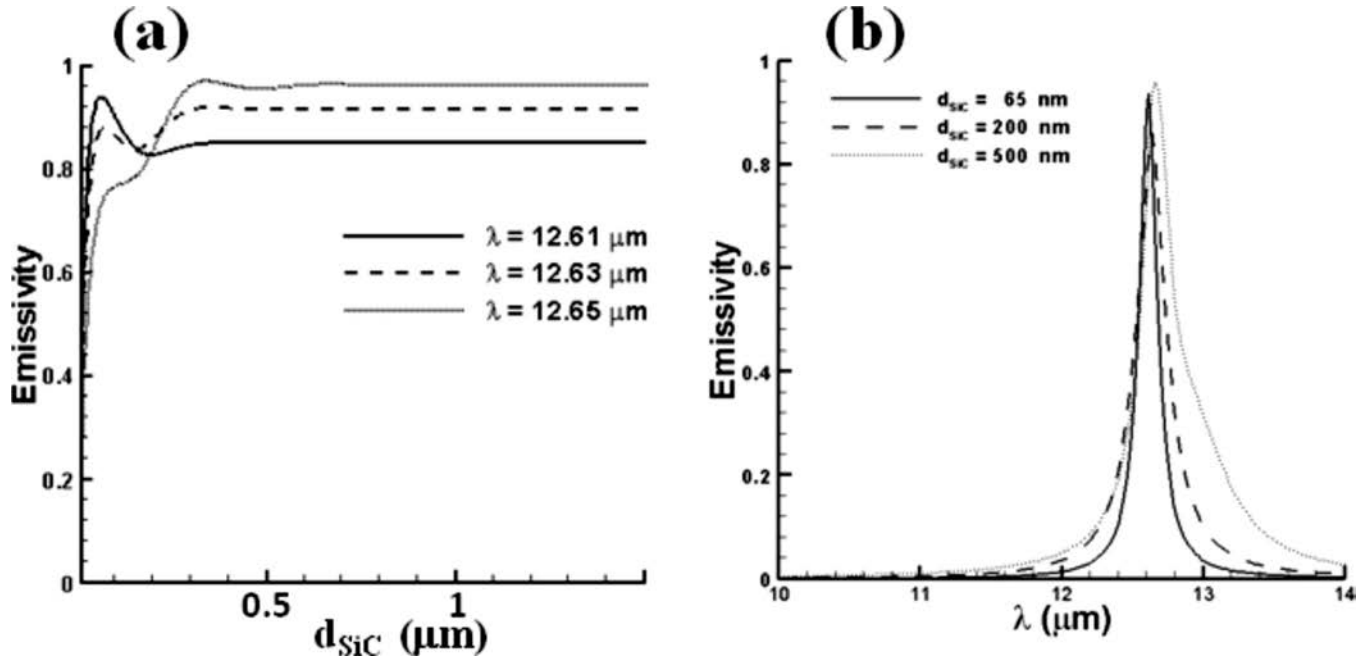 (a)
1
0.8
0.6
0.4
0.2
0
Emissivity
λ = 12.61 μm
λ = 12.63 μm
λ = 12.65 μm
0.5
1
dSiC (μm)
(b)
1
0.8
0.6
0.4
0.2
0
Emissivity
dSiC = 65 nm
dSiC = 200 nm
dSiC = 500 nm
10
11
12
13
14
λ (μm)